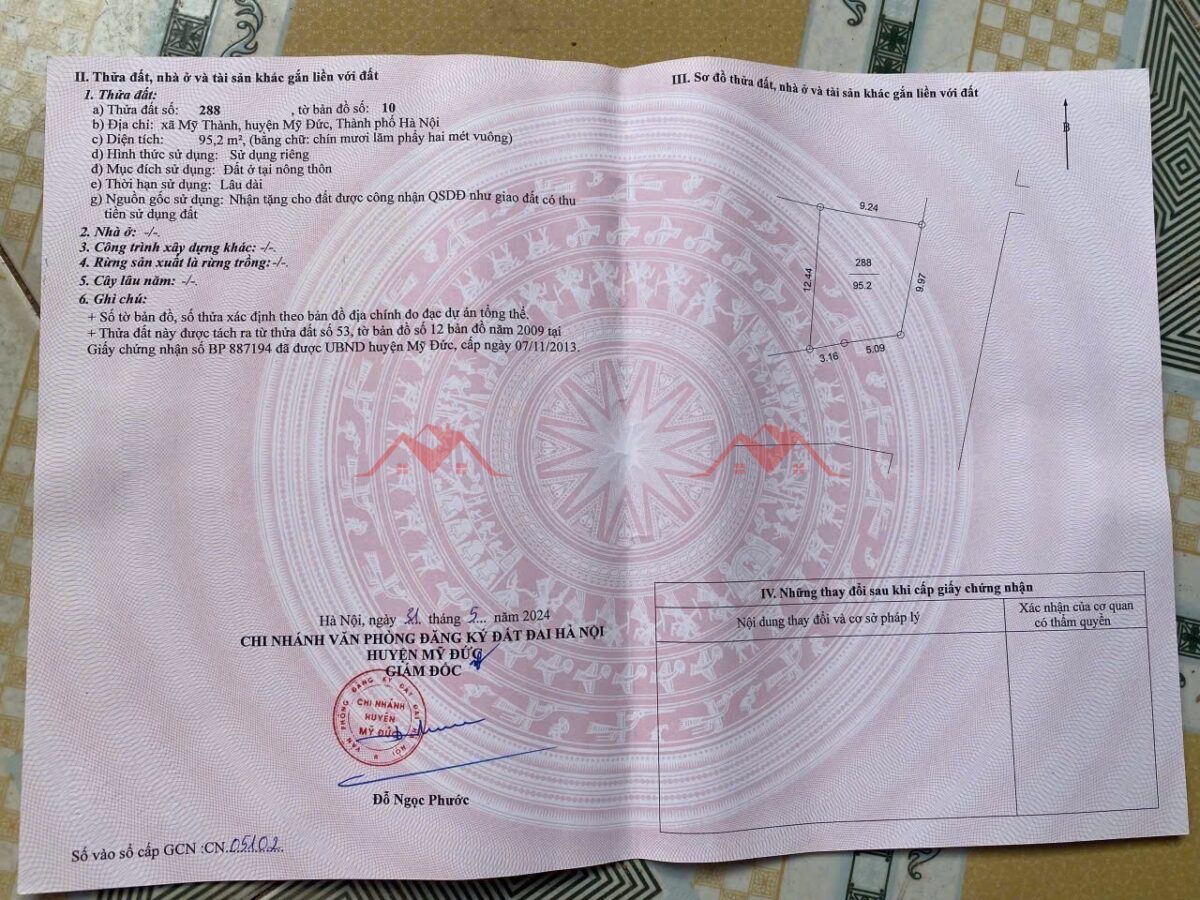 II. Thửa đất, nhà ở và tài sản khác gắn liền với đất
1. Thửa đất:
a) Thửa đất số: 288 , tờ bản đồ số: 10
b) Địa chỉ: xã Mỹ Thành, huyện Mỹ Đức, Thành phố Hà Nội
c) Diện tích: 95,2 m², (bằng chữ: chín mươi lăm phẩy hai mét vuông)
d) Hình thức sử dụng: Sử dụng riêng
đ) Mục đích sử dụng: Đất ở tại nông thôn
e) Thời hạn sử dụng: Lâu dài
g) Nguồn gốc sử dụng: Nhận tặng cho đất được công nhận QSDĐ như giao đất có thu
tiền sử dụng đất
2. Nhà ở: -/-.
3. Công trình xây dựng khác: -/-.
4. Rừng sản xuất là rừng trồng: -/-.
5. Cây lâu năm: -/-.
6. Ghi chú:
+ Số tờ bản đồ, số thửa xác định theo bản đồ địa chính đo đạc dự án tổng thể.
+ Thửa đất này được tách ra từ thửa đất số 53, tờ bản đồ số 12 bản đồ năm 2009 tại
Giấy chứng nhận số BP 887194 đã được UBND huyện Mỹ Đức, cấp ngày 07/11/2013.
Hà Nội, ngày 31 tháng 5... năm 2024
CHI NHÁNH VĂN PHÒNG ĐĂNG KÝ ĐẤT ĐAI HÀ NỘI
HUYỆN MỸ ĐỨC
GIÁM ĐỐC
VĂN PHÒNG ĐĂNG KÝ ĐẤT ĐAI HÀ NỘI
CHI NHÁNH
HUYỆN
MỸ ĐỨC
Đỗ Ngọc Phước
Số vào sổ cấp GCN :CN.05102.
III. Sơ đồ thửa đất, nhà ở và tài sản khác gắn liền với đất
B
9.24
12.44
288
95.2
9.97
3.16
5.09
IV. Những thay đổi sau khi cấp giấy chứng nhận
Nội dung thay đổi và cơ sở pháp lý
Xác nhận của cơ quan
có thẩm quyền